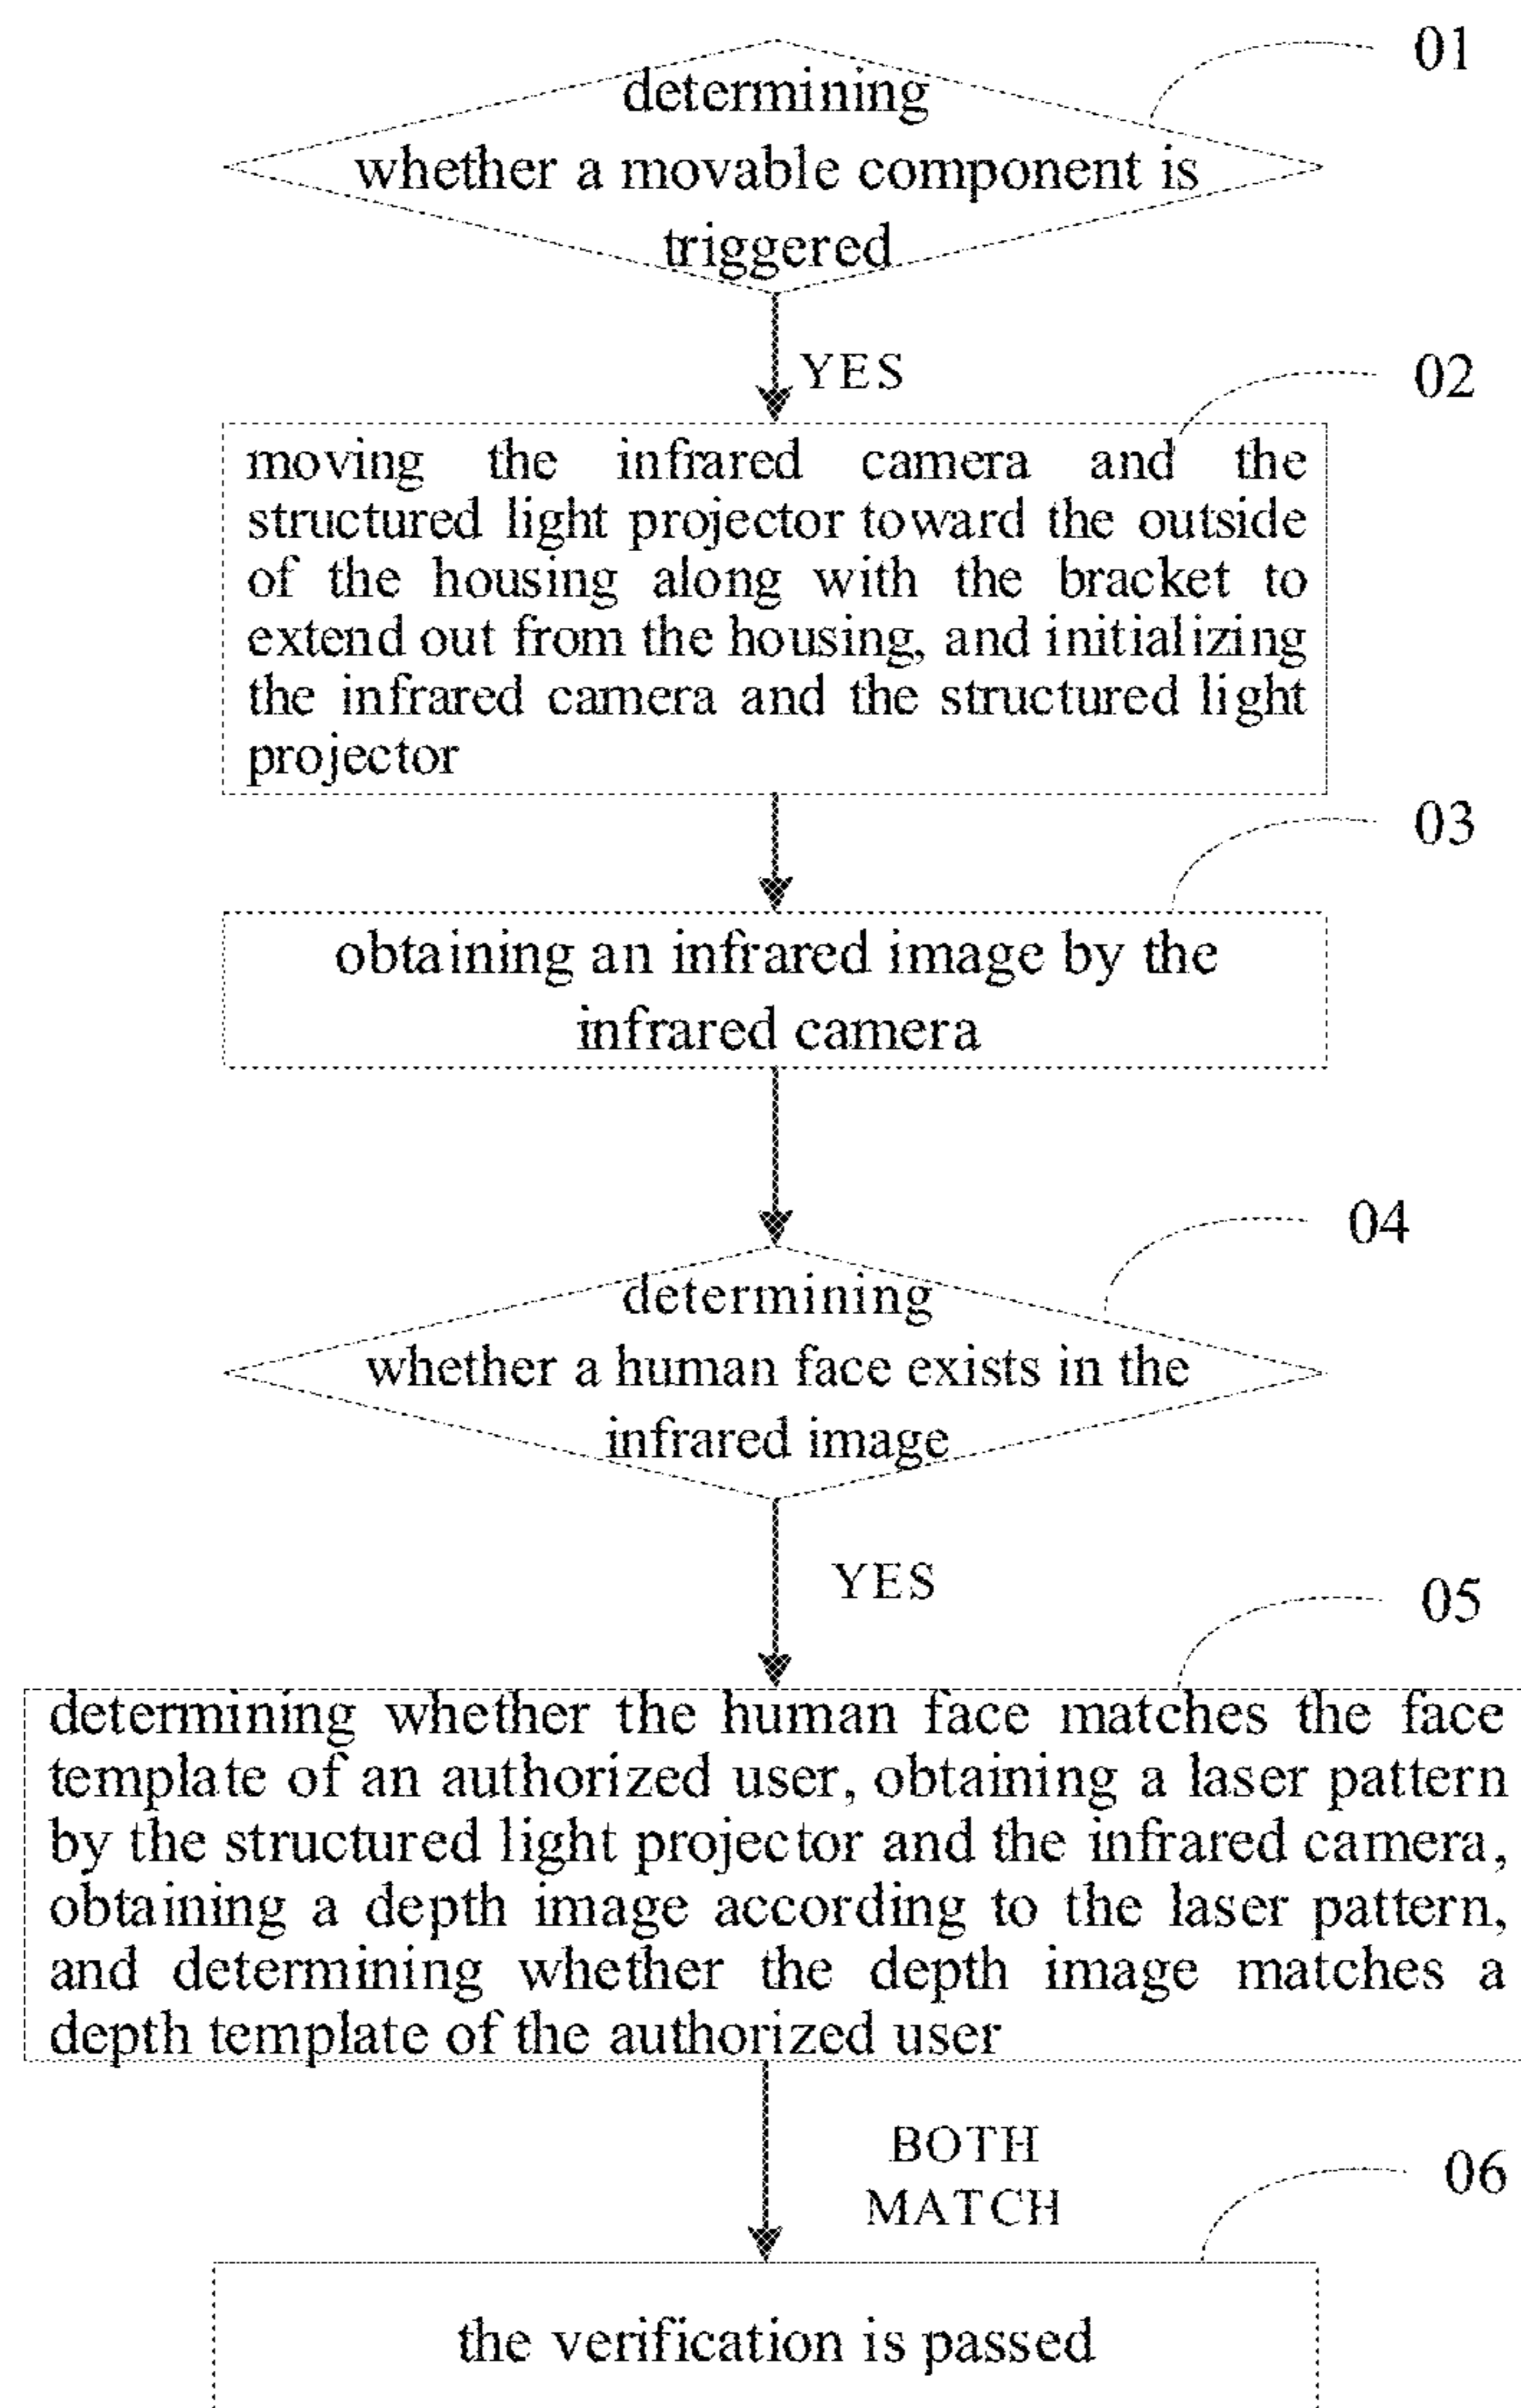 01
determining
whether a movable component is
triggered
YES
02
moving the infrared camera and the
structured light projector toward the outside
of the housing along with the bracket to
extend out from the housing, and initializing
the infrared camera and the structured light
projector
03
obtaining an infrared image by the
infrared camera
04
determining
whether a human face exists in the
infrared image
YES
05
determining whether the human face matches the face
template of an authorized user, obtaining a laser pattern
by the structured light projector and the infrared camera,
obtaining a depth image according to the laser pattern,
and determining whether the depth image matches a
depth template of the authorized user
BOTH
MATCH
06
the verification is passed